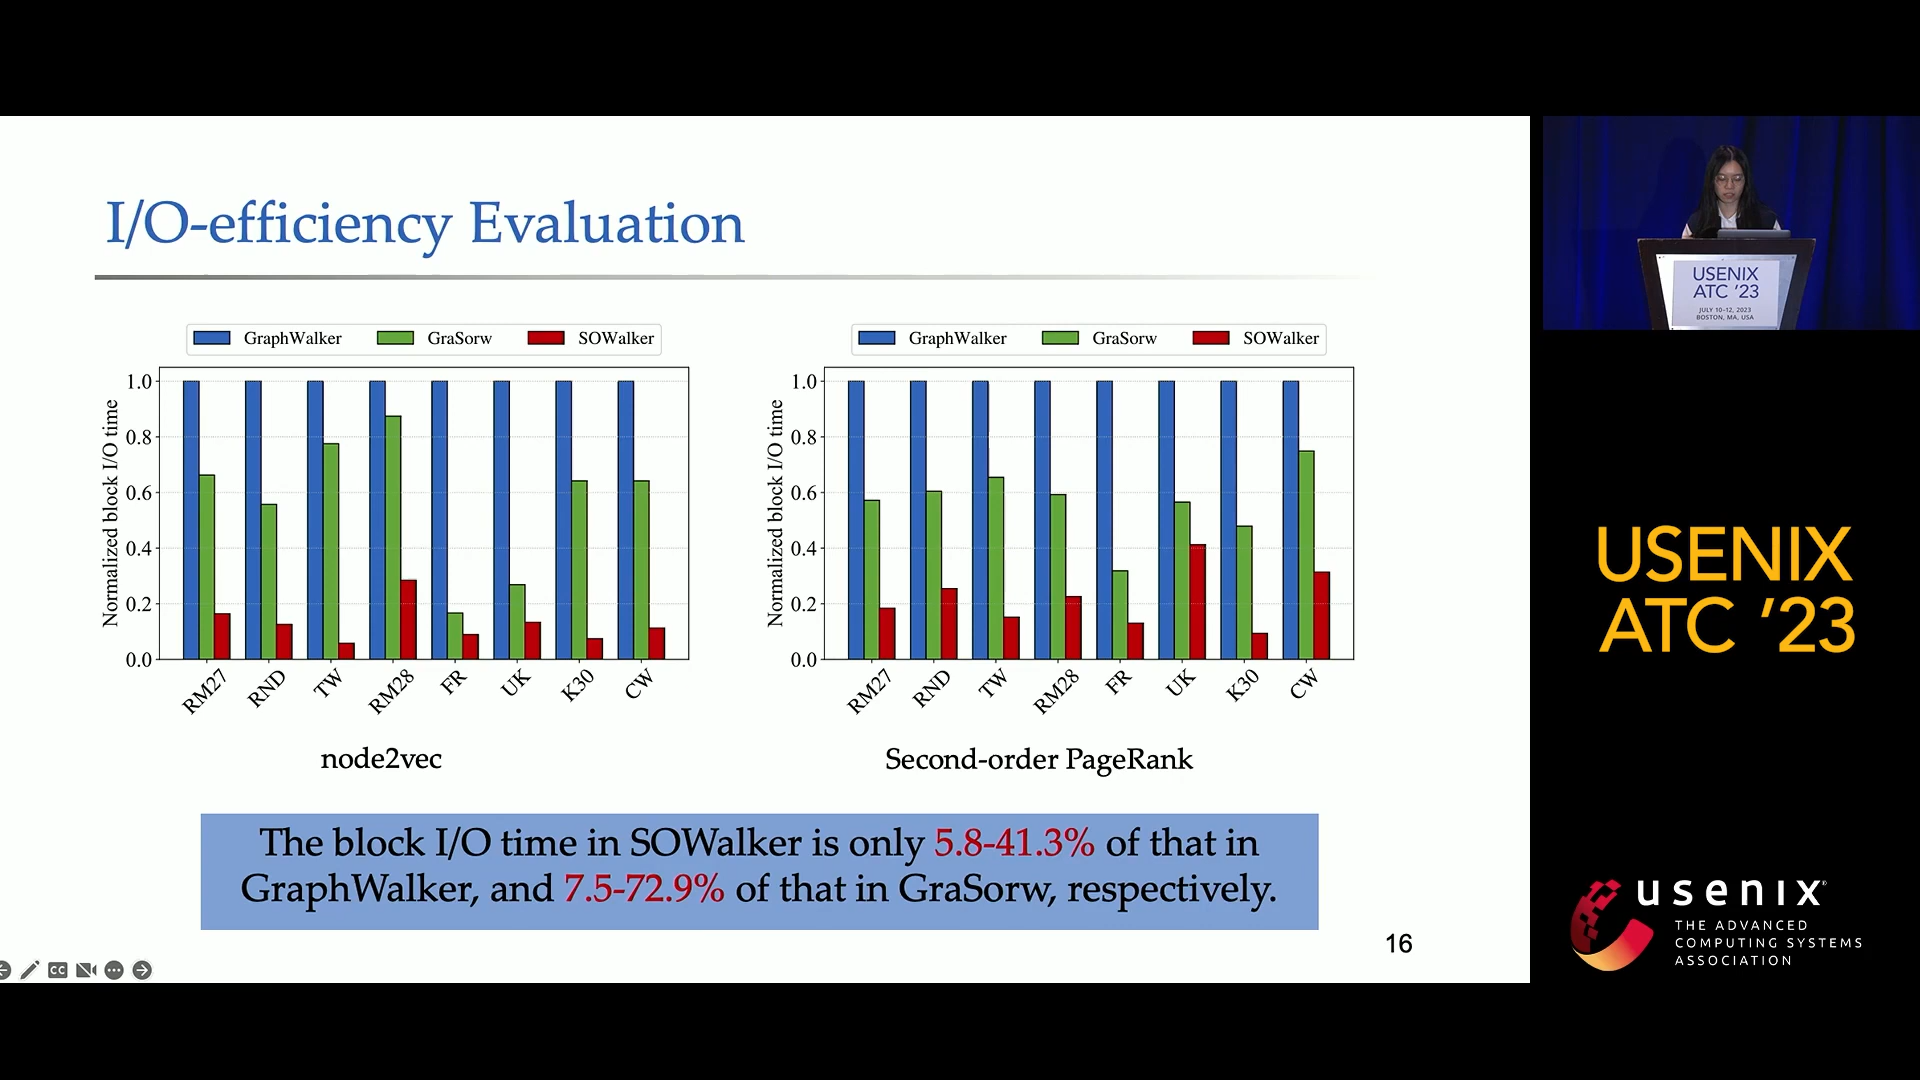 I/O-efficiency Evaluation
GraphWalker GraSorw SOWalker
Normalized block I/O time
1.0
0.8
0.6
0.4
0.2
0.0
RM27 RND TW RM28 FR UK K30 CW
node2vec
GraphWalker GraSorw SOWalker
Normalized block I/O time
1.0
0.8
0.6
0.4
0.2
0.0
RM27 RND TW RM28 FR UK K30 CW
Second-order PageRank
The block I/O time in SOWalker is only 5.8-41.3% of that in
GraphWalker, and 7.5-72.9% of that in GraSorw, respectively.
16
CC
USENIX
ATC '23
JULY 10-12, 2023
BOSTON, MA, USA
USENIX
ATC '23
usenix®
THE ADVANCED
COMPUTING SYSTEMS
ASSOCIATION